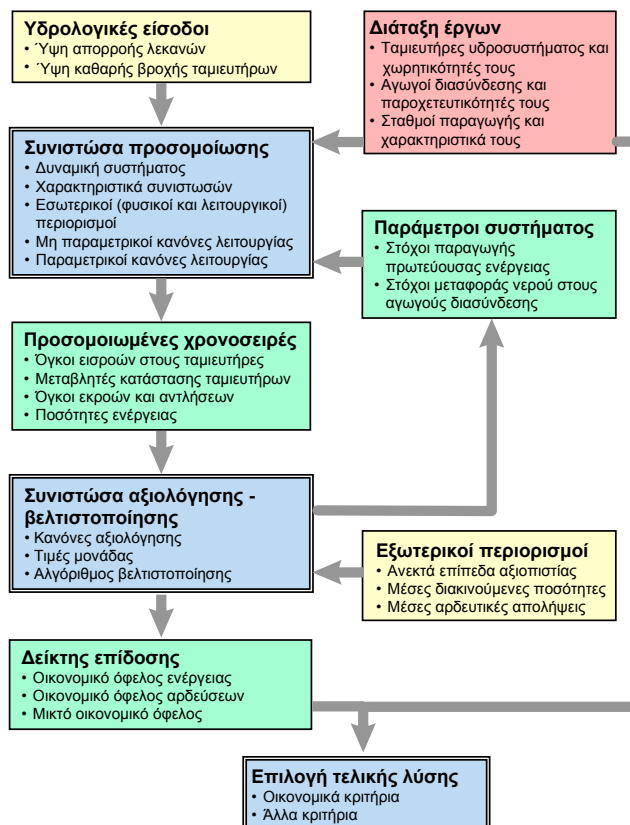 Υδρολογικές είσοδοι
• Ύψη απορροής λεκανών
• Ύψη καθαρής βροχής ταμιευτήρων
Διάταξη έργων
• Ταμιευτήρες υδροσυστήματος και
χωρητικότητές τους
• Αγωγοί διασύνδεσης και
παροχετευτικότητές τους
• Σταθμοί παραγωγής και
χαρακτηριστικά τους
Συνιστώσα προσομοίωσης
• Δυναμική συστήματος
• Χαρακτηριστικά συνιστωσών
• Εσωτερικοί (φυσικοί και λειτουργικοί)
περιορισμοί
• Μη παραμετρικοί κανόνες λειτουργίας
• Παραμετρικοί κανόνες λειτουργίας
Παράμετροι συστήματος
• Στόχοι παραγωγής
πρωτεύουσας ενέργειας
• Στόχοι μεταφοράς νερού στους
αγωγούς διασύνδεσης
Προσομοιωμένες χρονοσειρές
• Όγκοι εισροών στους ταμιευτήρες
• Μεταβλητές κατάστασης ταμιευτήρων
• Όγκοι εκροών και αντλήσεων
• Ποσότητες ενέργειας
Συνιστώσα αξιολόγησης -
βελτιστοποίησης
• Κανόνες αξιολόγησης
• Τιμές μονάδας
• Αλγόριθμος βελτιστοποίησης
Εξωτερικοί περιορισμοί
• Ανεκτά επίπεδα αξιοπιστίας
• Μέσες διακινούμενες ποσότητες
• Μέσες αρδευτικές απολήψεις
Δείκτης επίδοσης
• Οικονομικό όφελος ενέργειας
• Οικονομικό όφελος αρδεύσεων
• Μικτό οικονομικό όφελος
Επιλογή τελικής λύσης
• Οικονομικά κριτήρια
• Άλλα κριτήρια